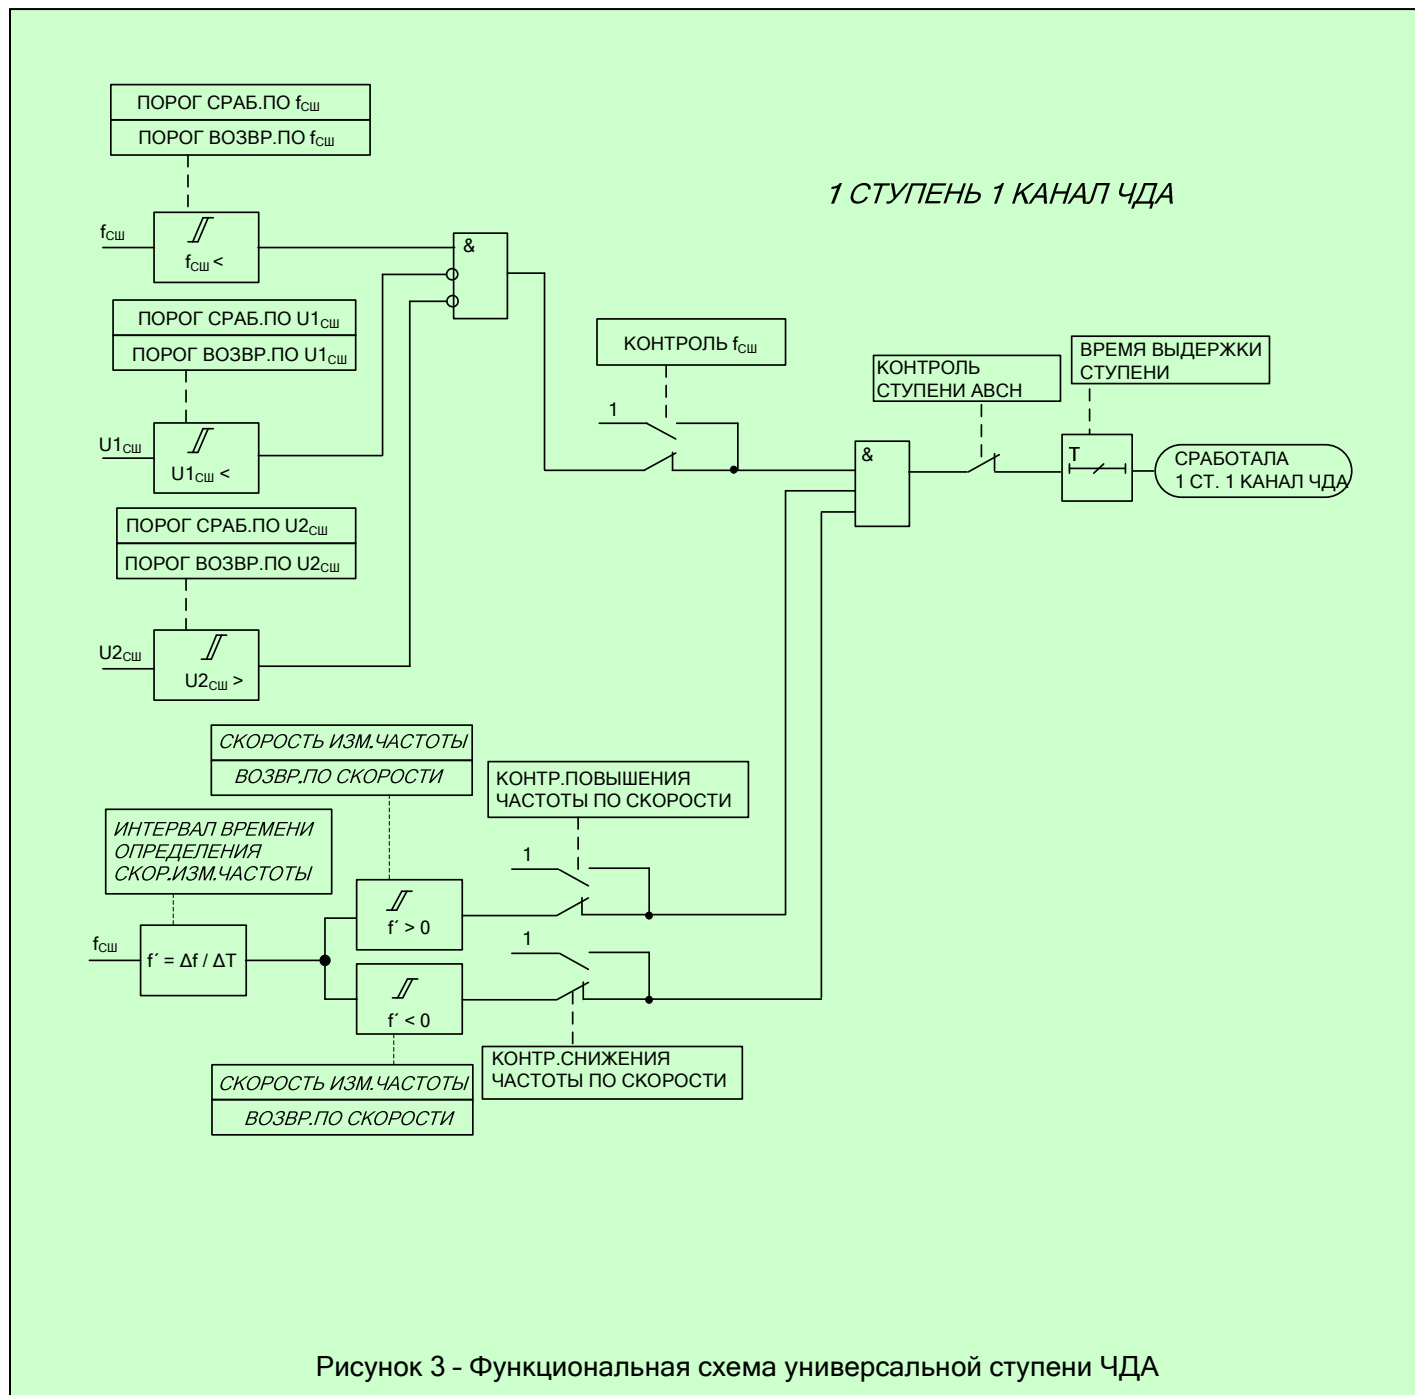 ПОРОГ СРАБ.ПО fСШ
ПОРОГ ВОЗВР.ПО fСШ
1 СТУПЕНЬ 1 КАНАЛ ЧДА
fСШ
fСШ <
&
ПОРОГ СРАБ.ПО U1СШ
ПОРОГ ВОЗВР.ПО U1СШ
U1СШ
U1СШ <
КОНТРОЛЬ fСШ
1
КОНТРОЛЬ
СТУПЕНИ АВСН
ВРЕМЯ ВЫДЕРЖКИ
СТУПЕНИ
&
T
СРАБОТАЛА
1 СТ. 1 КАНАЛ ЧДА
ПОРОГ СРАБ.ПО U2СШ
ПОРОГ ВОЗВР.ПО U2СШ
U2СШ
U2СШ >
СКОРОСТЬ ИЗМ.ЧАСТОТЫ
ВОЗВР.ПО СКОРОСТИ
КОНТР.ПОВЫШЕНИЯ
ЧАСТОТЫ ПО СКОРОСТИ
ИНТЕРВАЛ ВРЕМЕНИ
ОПРЕДЕЛЕНИЯ
СКОР.ИЗМ.ЧАСТОТЫ
1
f´ > 0
fСШ
f´ = Δf / ΔT
1
f´ < 0
КОНТР.СНИЖЕНИЯ
ЧАСТОТЫ ПО СКОРОСТИ
СКОРОСТЬ ИЗМ.ЧАСТОТЫ
ВОЗВР.ПО СКОРОСТИ
Рисунок 3 - Функциональная схема универсальной ступени ЧДА